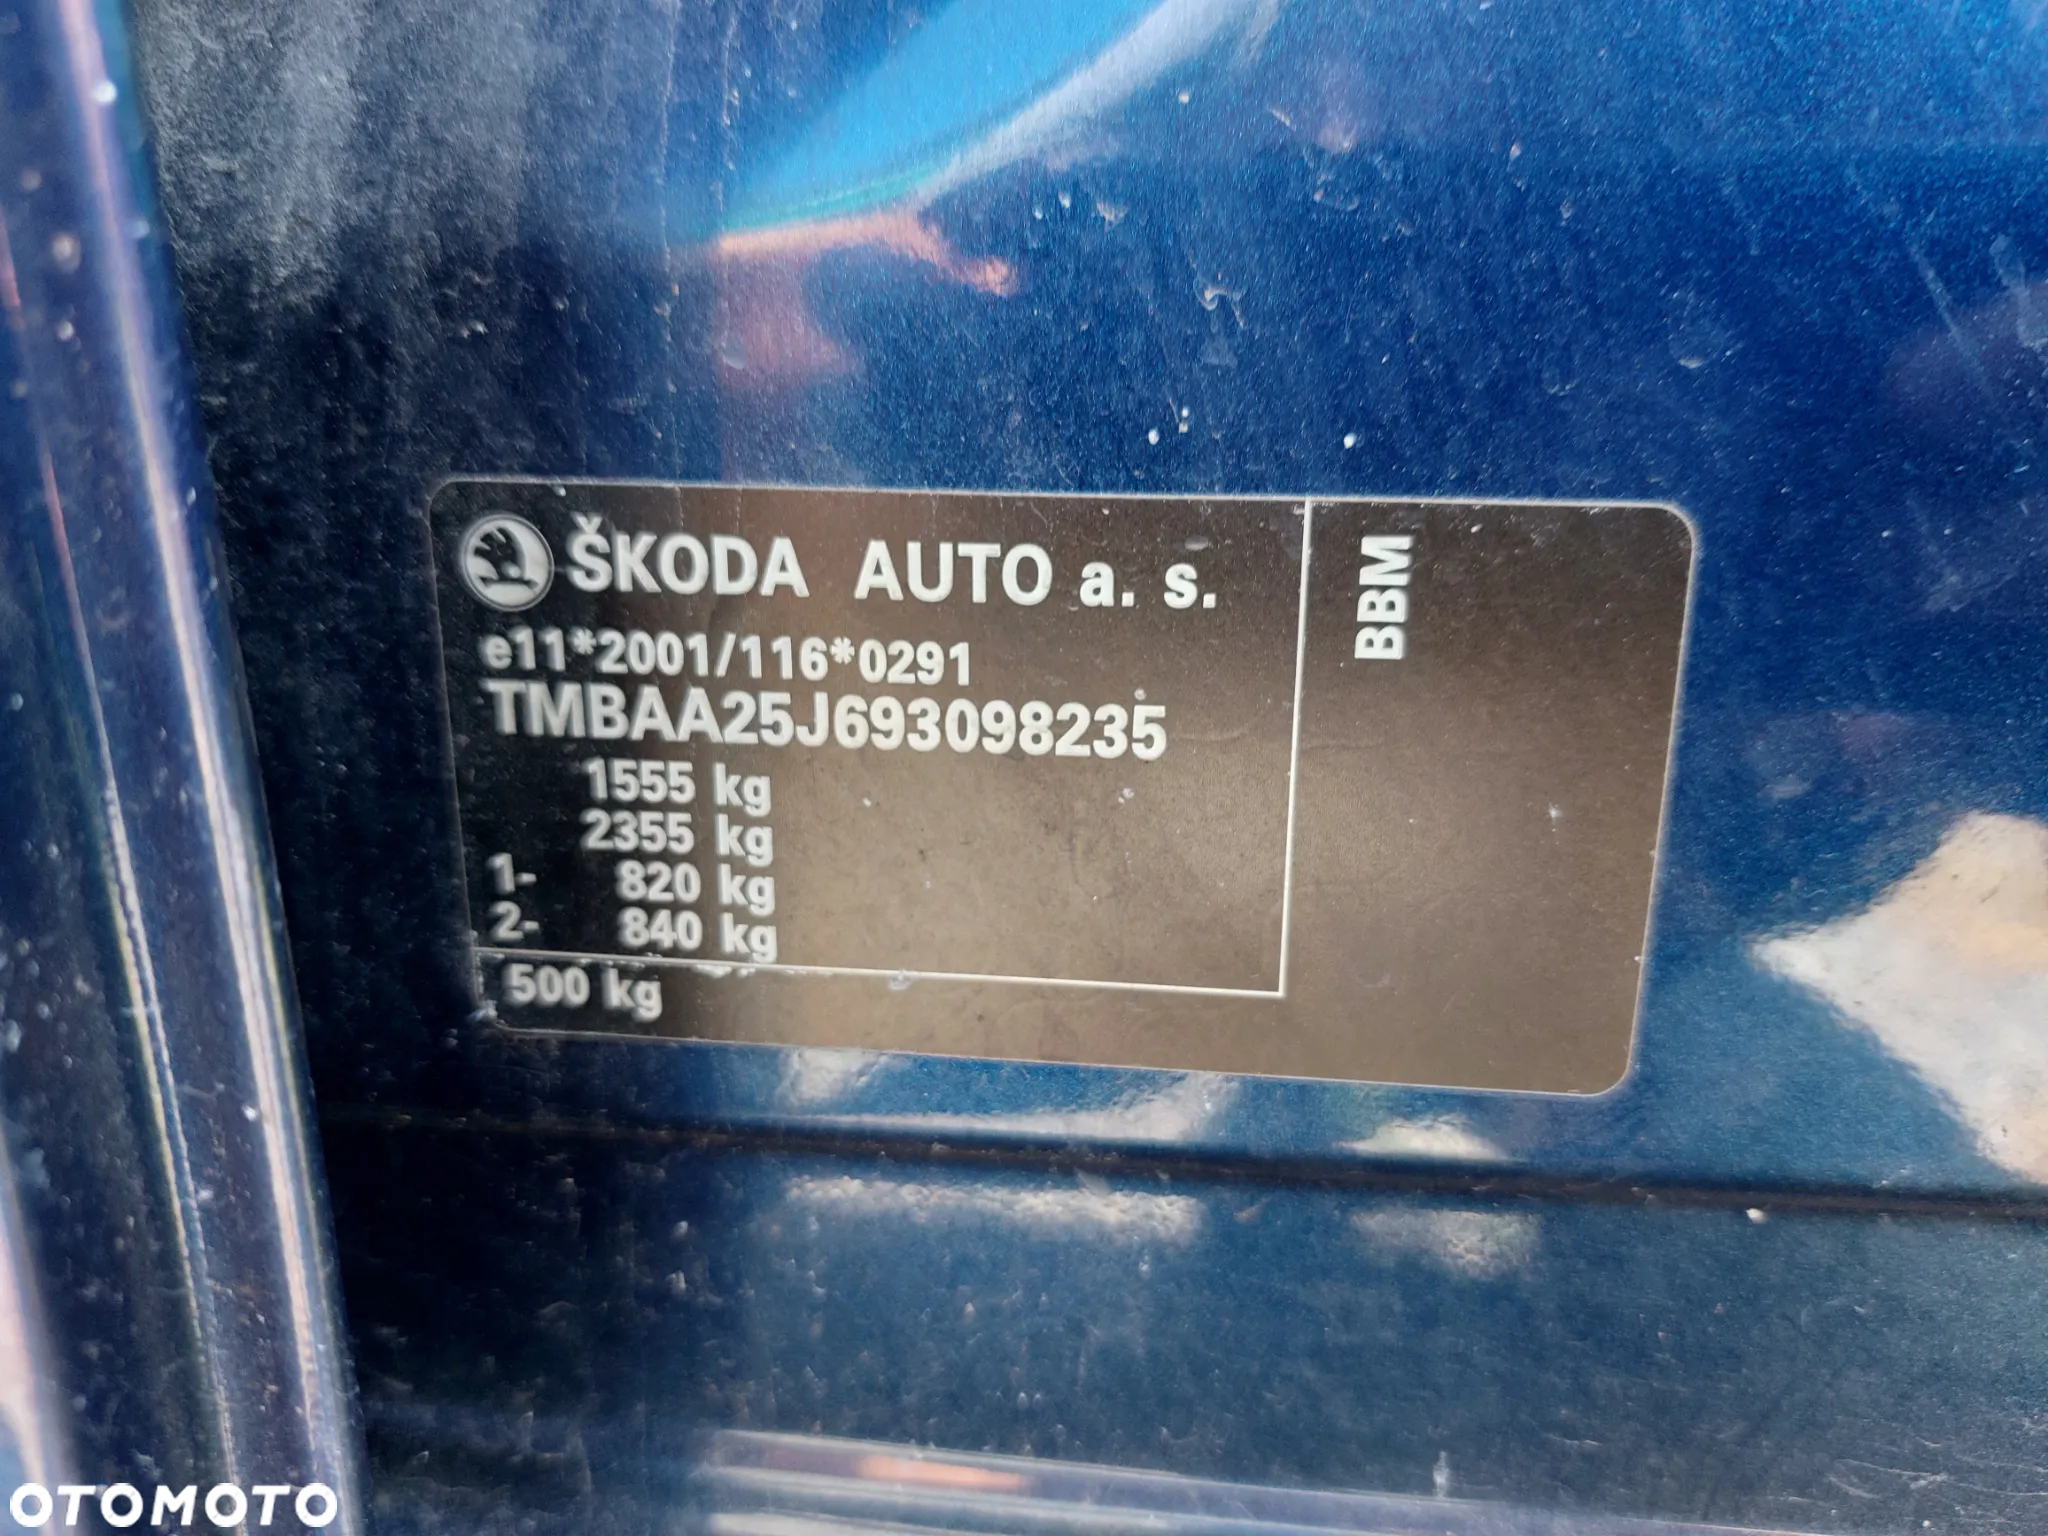 ŠKODA AUTO a. s.
BBM
e11*2001/116*0291
TMBAA25J693098235
1555 kg
2355 kg
1- 820 kg
2- 840 kg
500 kg
OTOMOTO